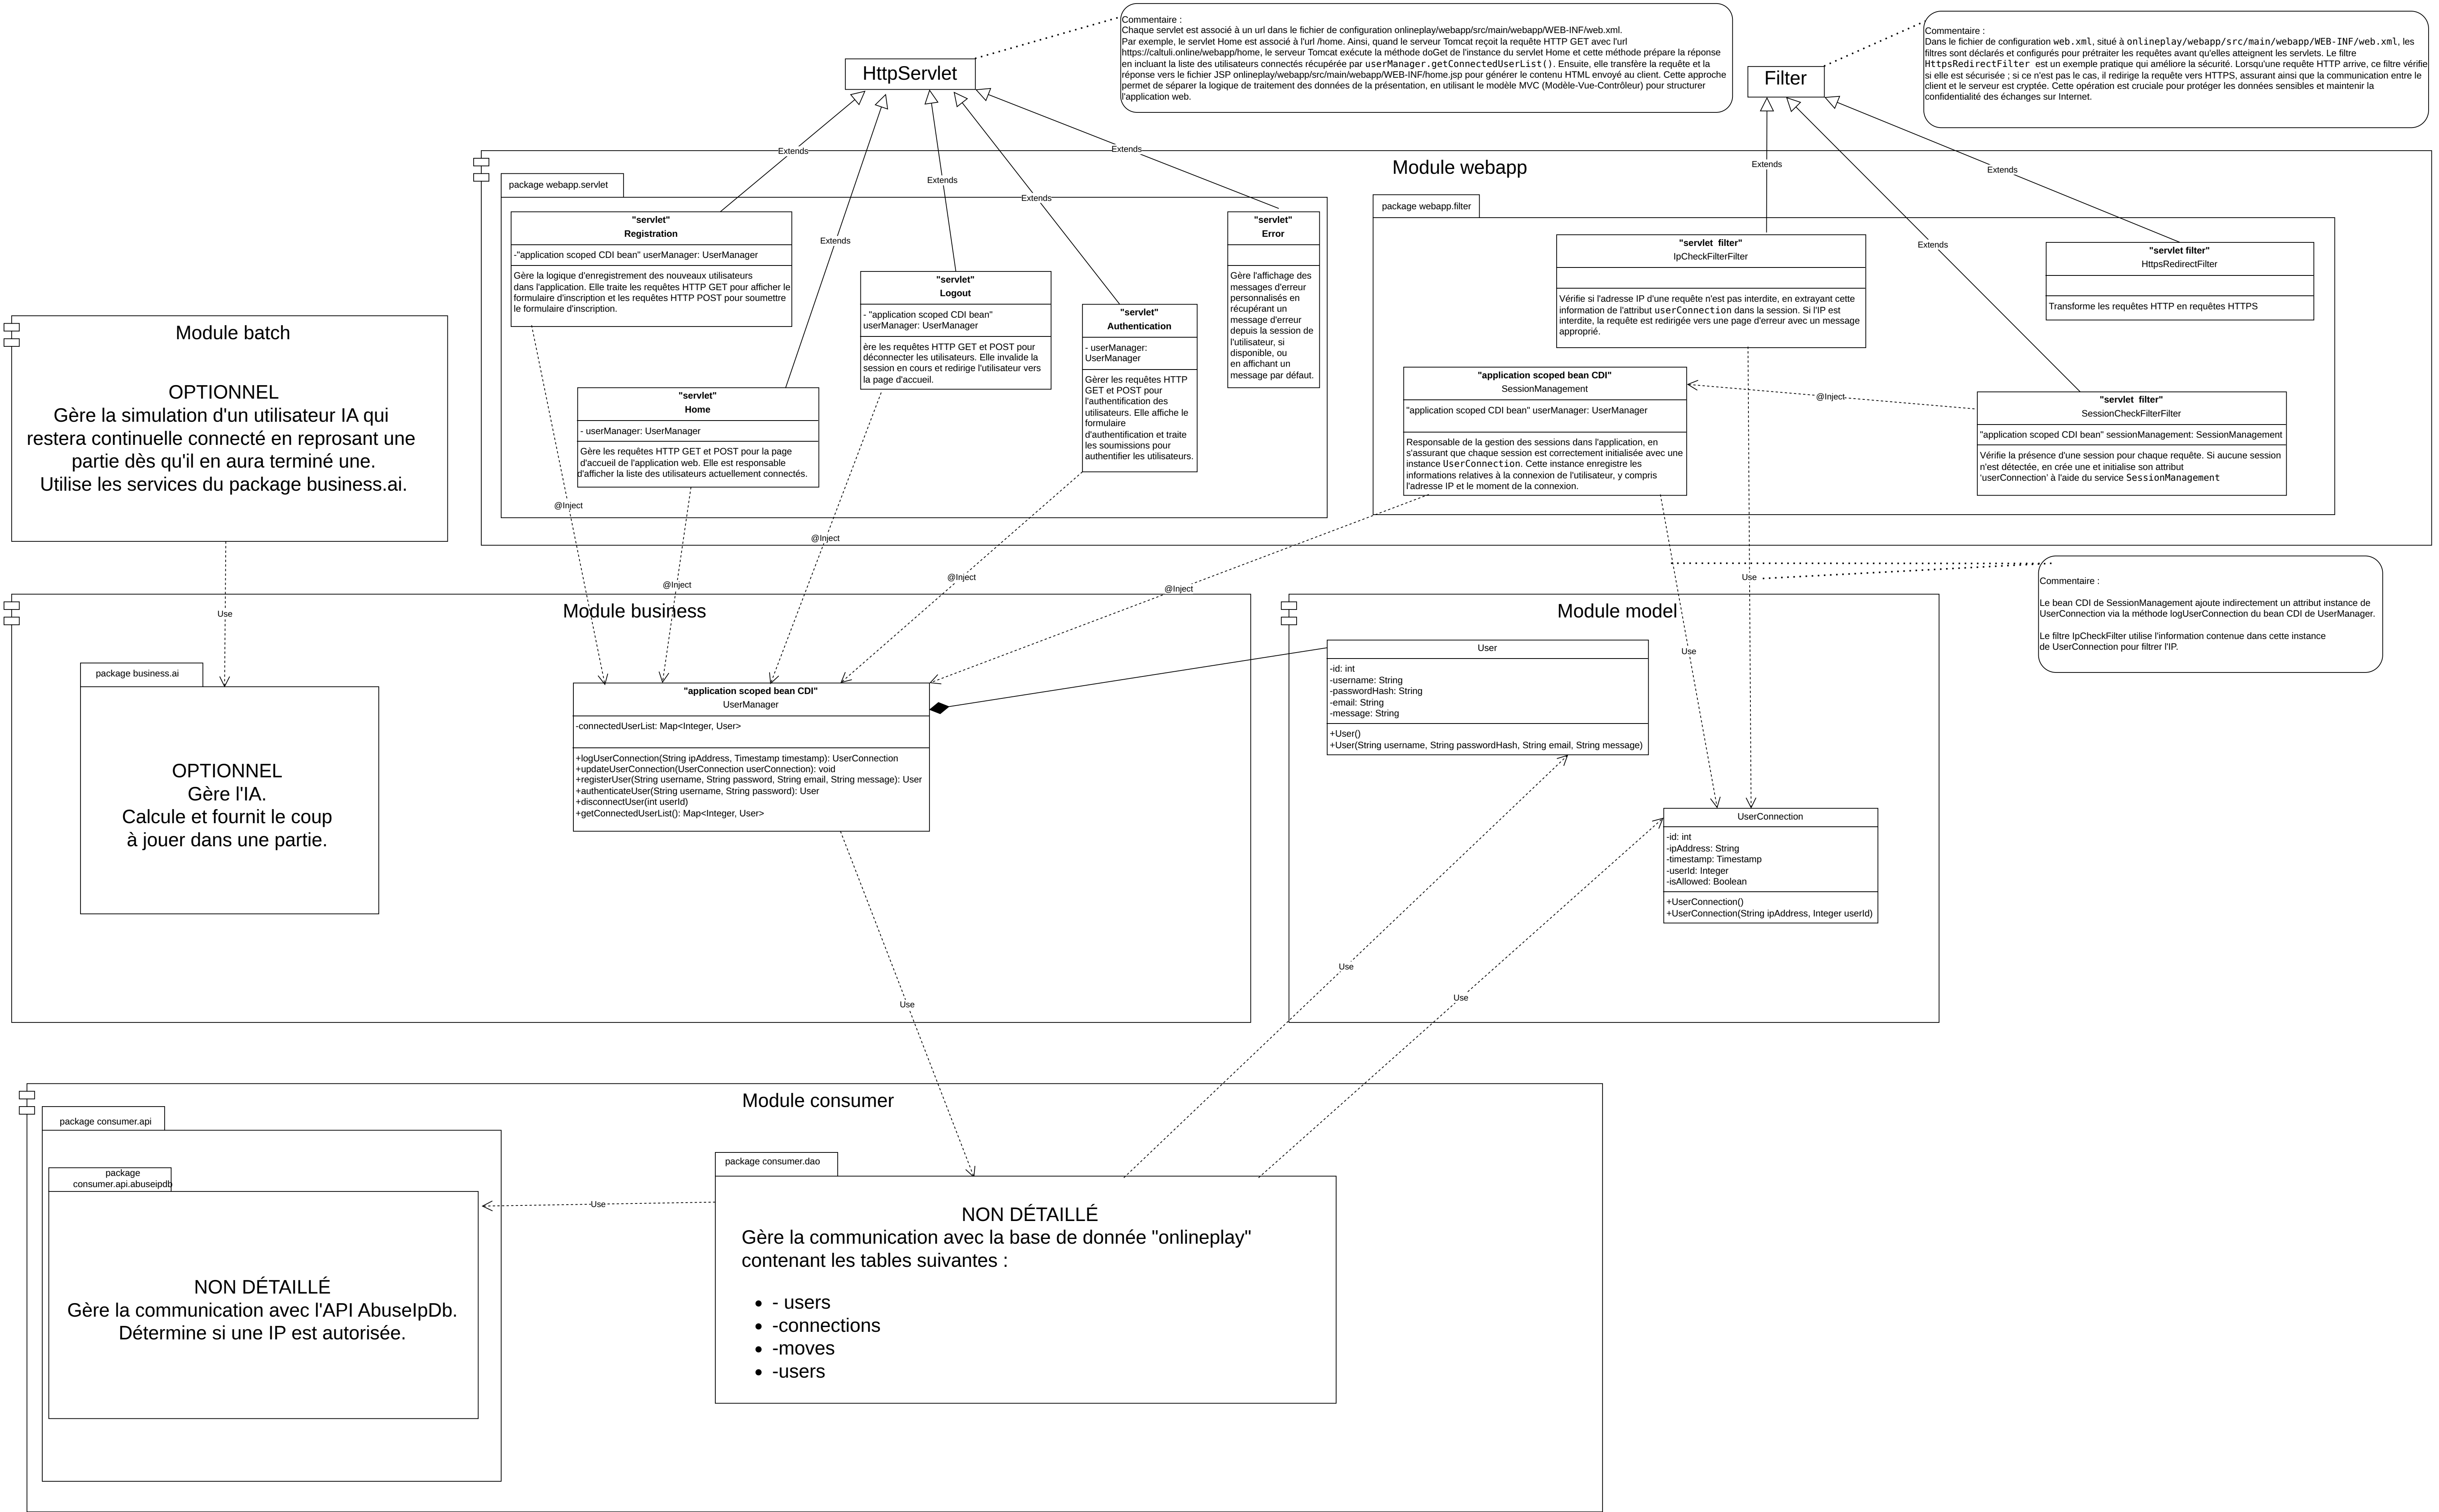 Commentaire :
Chaque servlet est associé à un url dans le fichier de configuration onlineplay/webapp/src/main/webapp/WEB-INF/web.xml.
Par exemple, le servlet Home est associé à l'url /home. Ainsi, quand le serveur Tomcat reçoit la requête HTTP GET avec l'url
https://caltuli.online/webapp/home, le serveur Tomcat exécute la méthode doGet de l'instance du servlet Home et cette méthode prépare la réponse
en incluant la liste des utilisateurs connectés récupérée par userManager.getConnectedUserList(). Ensuite, elle transfère la requête et la
réponse vers le fichier JSP onlineplay/webapp/src/main/webapp/WEB-INF/home.jsp pour générer le contenu HTML envoyé au client. Cette approche
permet de séparer la logique de traitement des données de la présentation, en utilisant le modèle MVC (Modèle-Vue-Contrôleur) pour structurer
l'application web.
Commentaire :
Dans le fichier de configuration web.xml, situé à onlineplay/webapp/src/main/webapp/WEB-INF/web.xml, les
filtres sont déclarés et configurés pour prétraiter les requêtes avant qu'elles atteignent les servlets. Le filtre
HttpsRedirectFilter est un exemple pratique qui améliore la sécurité. Lorsqu'une requête HTTP arrive, ce filtre vérifie
si elle est sécurisée ; si ce n'est pas le cas, il redirige la requête vers HTTPS, assurant ainsi que la communication entre le
client et le serveur est cryptée. Cette opération est cruciale pour protéger les données sensibles et maintenir la
confidentialité des échanges sur Internet.
HttpServlet
Filter
Extends
Extends
Extends
Extends
Extends
Extends
Extends
Extends
Module webapp
package webapp.servlet
"servlet"
Registration
-"application scoped CDI bean" userManager: UserManager
Gère la logique d'enregistrement des nouveaux utilisateurs
dans l'application. Elle traite les requêtes HTTP GET pour afficher le
formulaire d'inscription et les requêtes HTTP POST pour soumettre
le formulaire d'inscription.
"servlet"
Logout
- "application scoped CDI bean"
userManager: UserManager
ère les requêtes HTTP GET et POST pour
déconnecter les utilisateurs. Elle invalide la
session en cours et redirige l'utilisateur vers
la page d'accueil.
"servlet"
Authentication
- userManager:
UserManager
Gérer les requêtes HTTP
GET et POST pour
l'authentification des
utilisateurs. Elle affiche le
formulaire
d'authentification et traite
les soumissions pour
authentifier les utilisateurs.
"servlet"
Error
Gère l'affichage des
messages d'erreur
personnalisés en
récupérant un
message d'erreur
depuis la session de
l'utilisateur, si
disponible, ou
en affichant un
message par défaut.
"servlet"
Home
- userManager: UserManager
Gère les requêtes HTTP GET et POST pour la page
d'accueil de l'application web. Elle est responsable
d'afficher la liste des utilisateurs actuellement connectés.
package webapp.filter
"servlet filter"
IpCheckFilterFilter
Vérifie si l'adresse IP d'une requête n'est pas interdite, en extrayant cette
information de l'attribut userConnection dans la session. Si l'IP est
interdite, la requête est redirigée vers une page d'erreur avec un message
approprié.
"servlet filter"
HttpsRedirectFilter
Transforme les requêtes HTTP en requêtes HTTPS
"application scoped bean CDI"
SessionManagement
"application scoped CDI bean" userManager: UserManager
Responsable de la gestion des sessions dans l'application, en
s'assurant que chaque session est correctement initialisée avec une
instance UserConnection. Cette instance enregistre les
informations relatives à la connexion de l'utilisateur, y compris
l'adresse IP et le moment de la connexion.
@Inject
"servlet filter"
SessionCheckFilterFilter
"application scoped CDI bean" sessionManagement: SessionManagement
Vérifie la présence d'une session pour chaque requête. Si aucune session
n'est détectée, en crée une et initialise son attribut
'userConnection' à l'aide du service SessionManagement
Module batch
OPTIONNEL
Gère la simulation d'un utilisateur IA qui
restera continuelle connecté en reprosant une
partie dès qu'il en aura terminé une.
Utilise les services du package business.ai.
@Inject
@Inject
@Inject
@Inject
@Inject
Use
Use
Use
Commentaire :
Le bean CDI de SessionManagement ajoute indirectement un attribut instance de
UserConnection via la méthode logUserConnection du bean CDI de UserManager.
Le filtre IpCheckFilter utilise l'information contenue dans cette instance
de UserConnection pour filtrer l'IP.
Module business
package business.ai
OPTIONNEL
Gère l'IA.
Calcule et fournit le coup
à jouer dans une partie.
"application scoped bean CDI"
UserManager
-connectedUserList: Map<Integer, User>
+logUserConnection(String ipAddress, Timestamp timestamp): UserConnection
+updateUserConnection(UserConnection userConnection): void
+registerUser(String username, String password, String email, String message): User
+authenticateUser(String username, String password): User
+disconnectUser(int userId)
+getConnectedUserList(): Map<Integer, User>
Module model
User
-id: int
-username: String
-passwordHash: String
-email: String
-message: String
+User()
+User(String username, String passwordHash, String email, String message)
UserConnection
-id: int
-ipAddress: String
-timestamp: Timestamp
-userId: Integer
-isAllowed: Boolean
+UserConnection()
+UserConnection(String ipAddress, Integer userId)
Use
Use
Use
Module consumer
package consumer.api
package
consumer.api.abuseipdb
NON DÉTAILLÉ
Gère la communication avec l'API AbuseIpDb.
Détermine si une IP est autorisée.
Use
package consumer.dao
NON DÉTAILLÉ
Gère la communication avec la base de donnée "onlineplay"
contenant les tables suivantes :
• - users
• -connections
• -moves
• -users